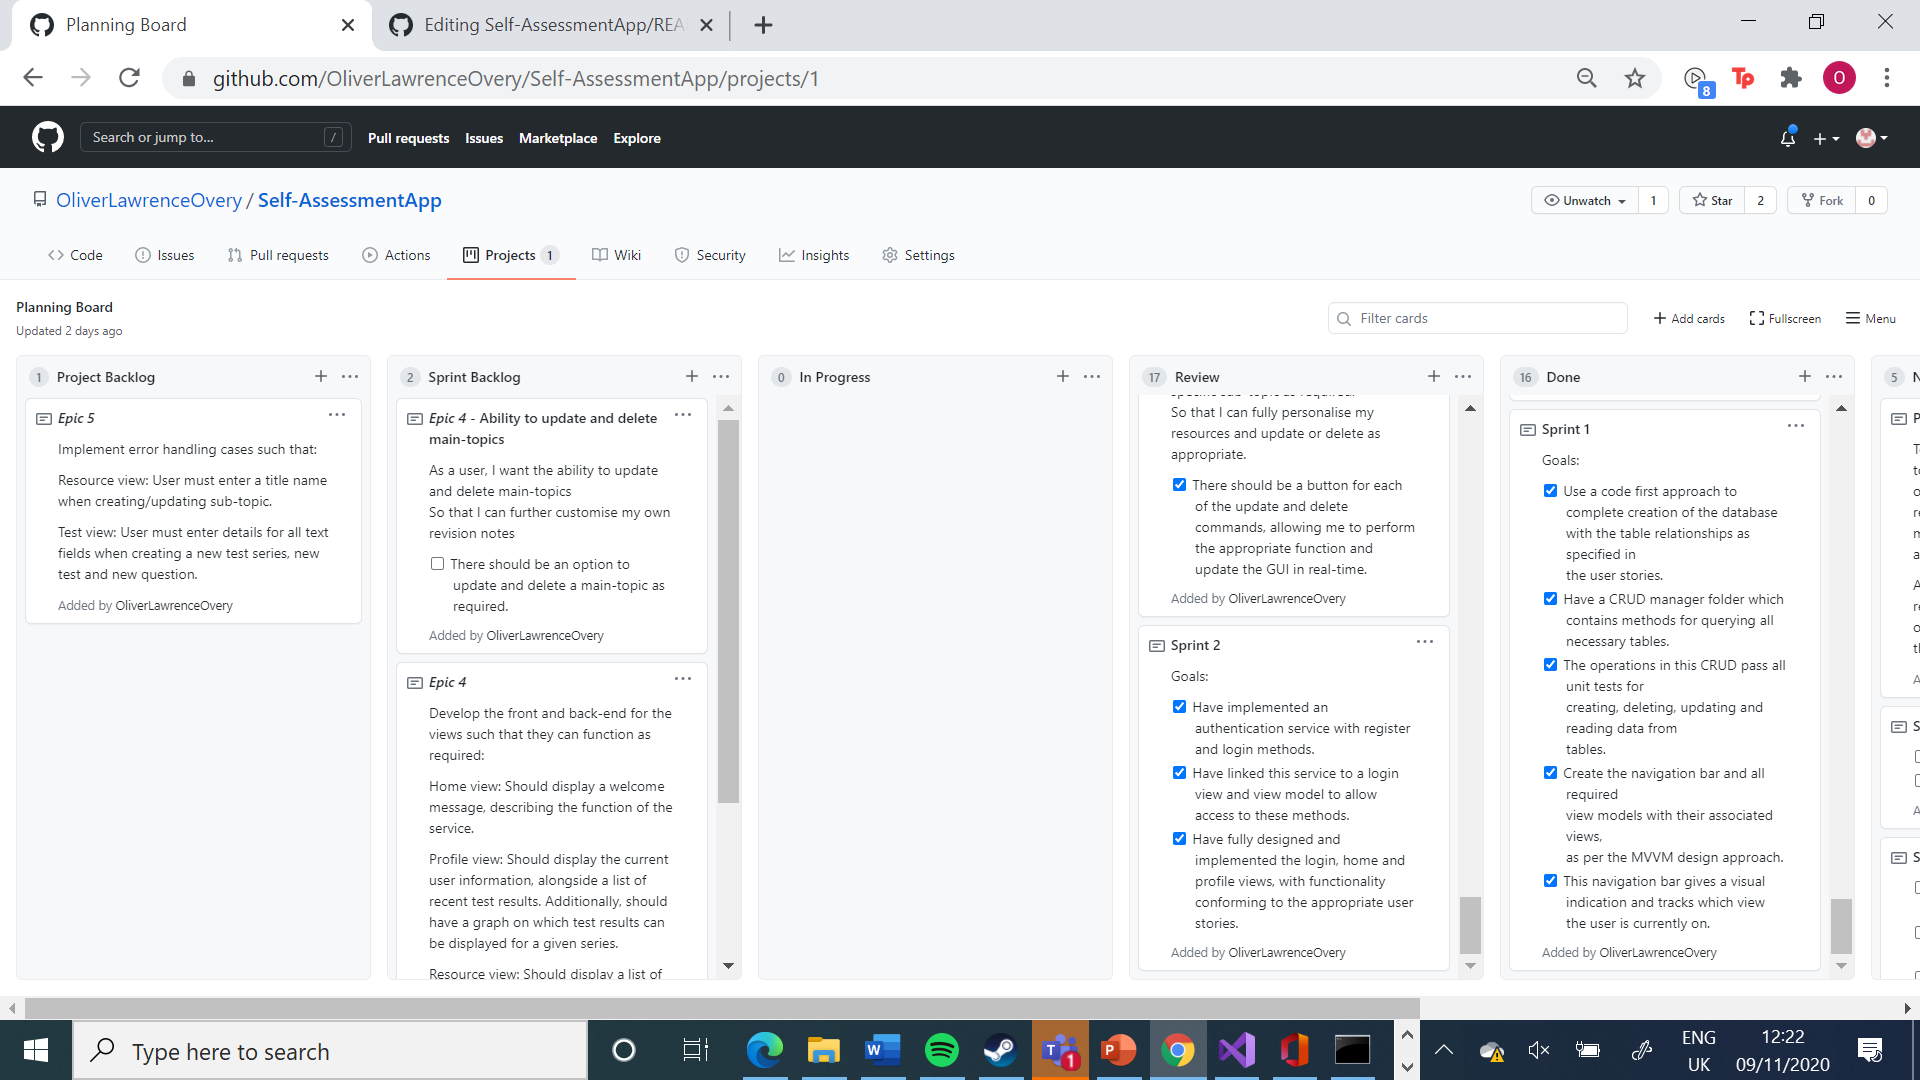 Planning Board
Editing Self-AssessmentApp/REA
github.com/OliverLawrenceOvery/Self-AssessmentApp/projects/1
8
Tp
O
Search or jump to...
/
Pull requests
Issues
Marketplace
Explore
OliverLawrenceOvery / Self-AssessmentApp
Unwatch
1
Star
2
Fork
0
Code
Issues
Pull requests
Actions
Projects 1
Wiki
Security
Insights
Settings
Planning Board
Updated 2 days ago
Filter cards
Add cards
Fullscreen
Menu
1 Project Backlog
Epic 5
Implement error handling cases such that:
Resource view: User must enter a title name
when creating/updating sub-topic.
Test view: User must enter details for all text
fields when creating a new test series, new
test and new question.
Added by OliverLawrenceOvery
2 Sprint Backlog
Epic 4 - Ability to update and delete
main-topics
As a user, I want the ability to update
and delete main-topics
So that I can further customise my own
revision notes
There should be an option to
update and delete a main-topic as
required.
Added by OliverLawrenceOvery
Epic 4
Develop the front and back-end for the
views such that they can function as
required:
Home view: Should display a welcome
message, describing the function of the
service.
Profile view: Should display the current
user information, alongside a list of
recent test results. Additionally, should
have a graph on which test results can
be displayed for a given series.
Resource view: Should display a list of
0 In Progress
17 Review
specific sub-topic as required.
So that I can fully personalise my
resources and update or delete as
appropriate.
There should be a button for each
of the update and delete
commands, allowing me to perform
the appropriate function and
update the GUI in real-time.
Added by OliverLawrenceOvery
Sprint 2
Goals:
Have implemented an
authentication service with register
and login methods.
Have linked this service to a login
view and view model to allow
access to these methods.
Have fully designed and
implemented the login, home and
profile views, with functionality
conforming to the appropriate user
stories.
Added by OliverLawrenceOvery
16 Done
Sprint 1
Goals:
Use a code first approach to
complete creation of the database
with the table relationships as
specified in
the user stories.
Have a CRUD manager folder which
contains methods for querying all
necessary tables.
The operations in this CRUD pass all
unit tests for
creating, deleting, updating and
reading data from
tables.
Create the navigation bar and all
required
view models with their associated
views,
as per the MVVM design approach.
This navigation bar gives a visual
indication and tracks which view
the user is currently on.
Added by OliverLawrenceOvery
5
Type here to search
1
ENG
UK
12:22
09/11/2020